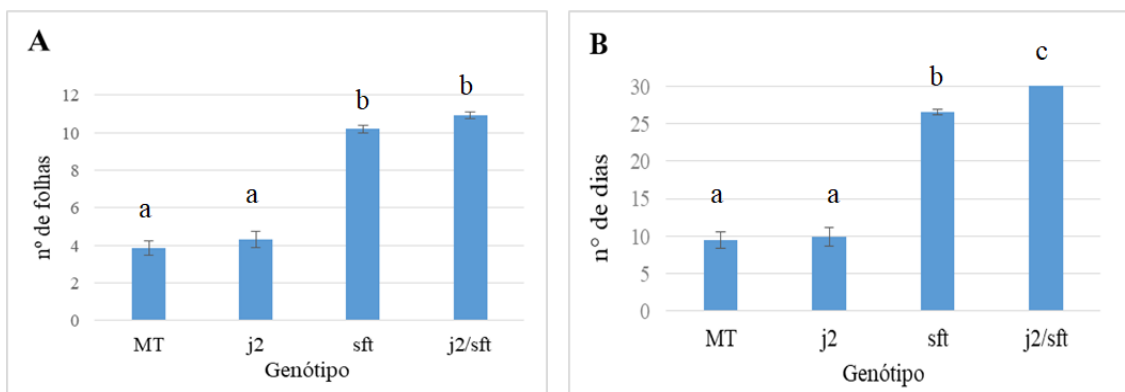 A
nº de folhas
12
10
8
6
4
2
0
a
a
b
b
MT
j2
sft
j2/sft
Genótipo
B
n° de dias
30
25
20
15
10
5
0
a
a
b
c
MT
j2
sft
j2/sft
Genótipo